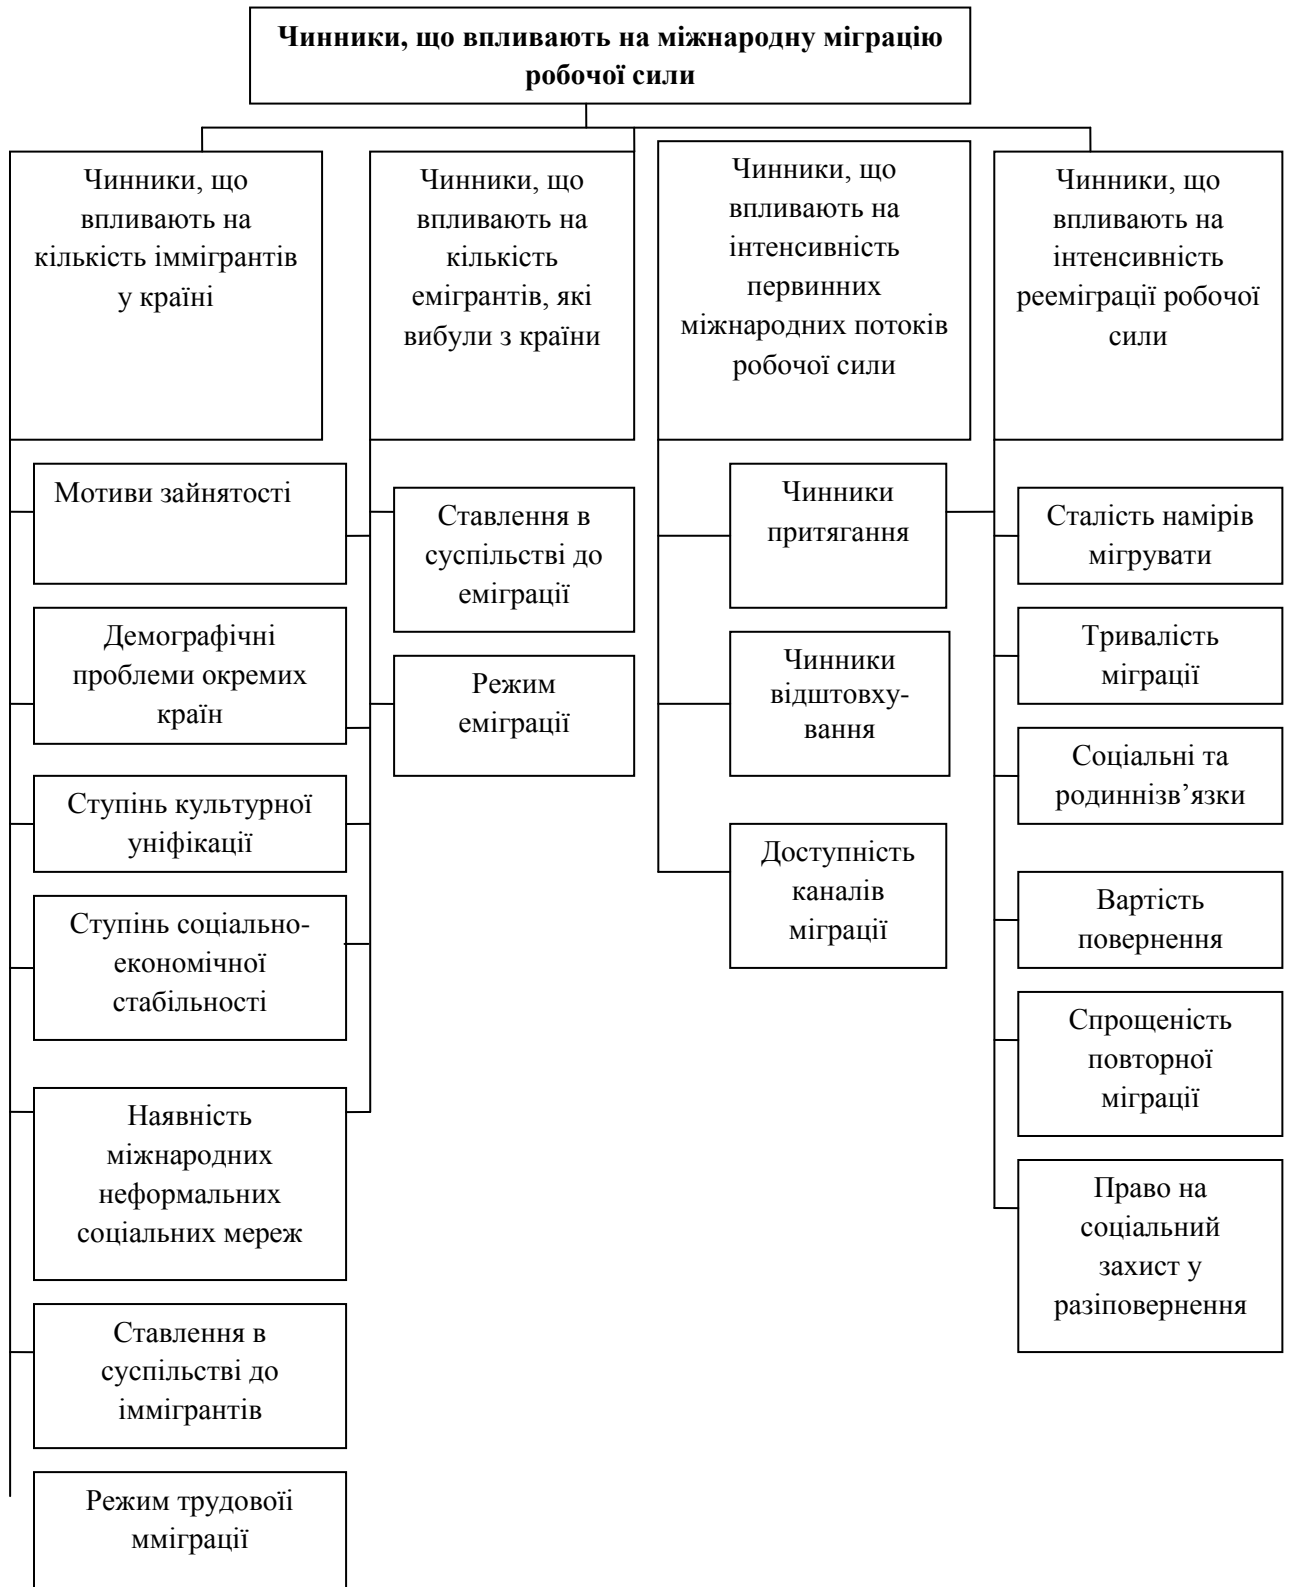 Чинники, що впливають на міжнародну міграцію
робочої сили
Чинники, що
впливають на
кількість іммігрантів
у країні
Чинники, що
впливають на
кількість
емігрантів, які
вибули з країни
Чинники, що
впливають на
інтенсивність
первинних
міжнародних потоків
робочої сили
Чинники, що
впливають на
інтенсивність
рееміграції робочої
сили
Мотиви зайнятості
Демографічні
проблеми окремих
країн
Ступінь культурної
уніфікації
Ступінь соціально-
економічної
стабільності
Наявність
міжнародних
неформальних
соціальних мереж
Ставлення в
суспільстві до
іммігрантів
Режим трудовоїі
мміграції
Ставлення в
суспільстві до
еміграції
Режим
еміграції
Чинники
притягання
Чинники
відштовху-
вання
Доступність
каналів
міграції
Сталість намірів
мігрувати
Тривалість
міграції
Соціальні та
родиннізв’язки
Вартість
повернення
Спрощеність
повторної
міграції
Право на
соціальний
захист у
разіповернення